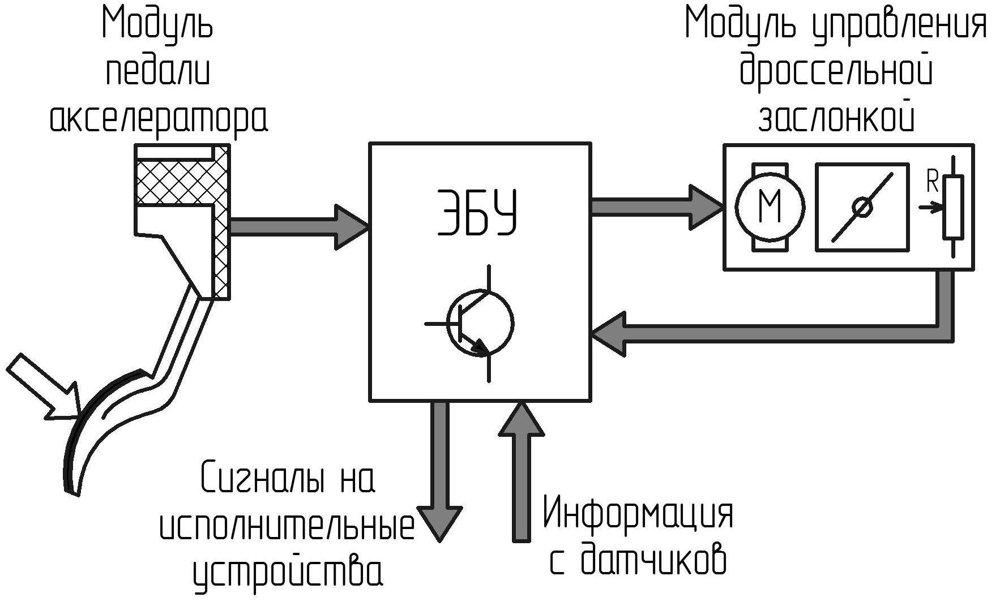 Модуль
педали
акселератора
Модуль управления
дроссельной
заслонкой
ЭБУ
М
R
Сигналы на
исполнительные
устройства
Информация
с датчиков